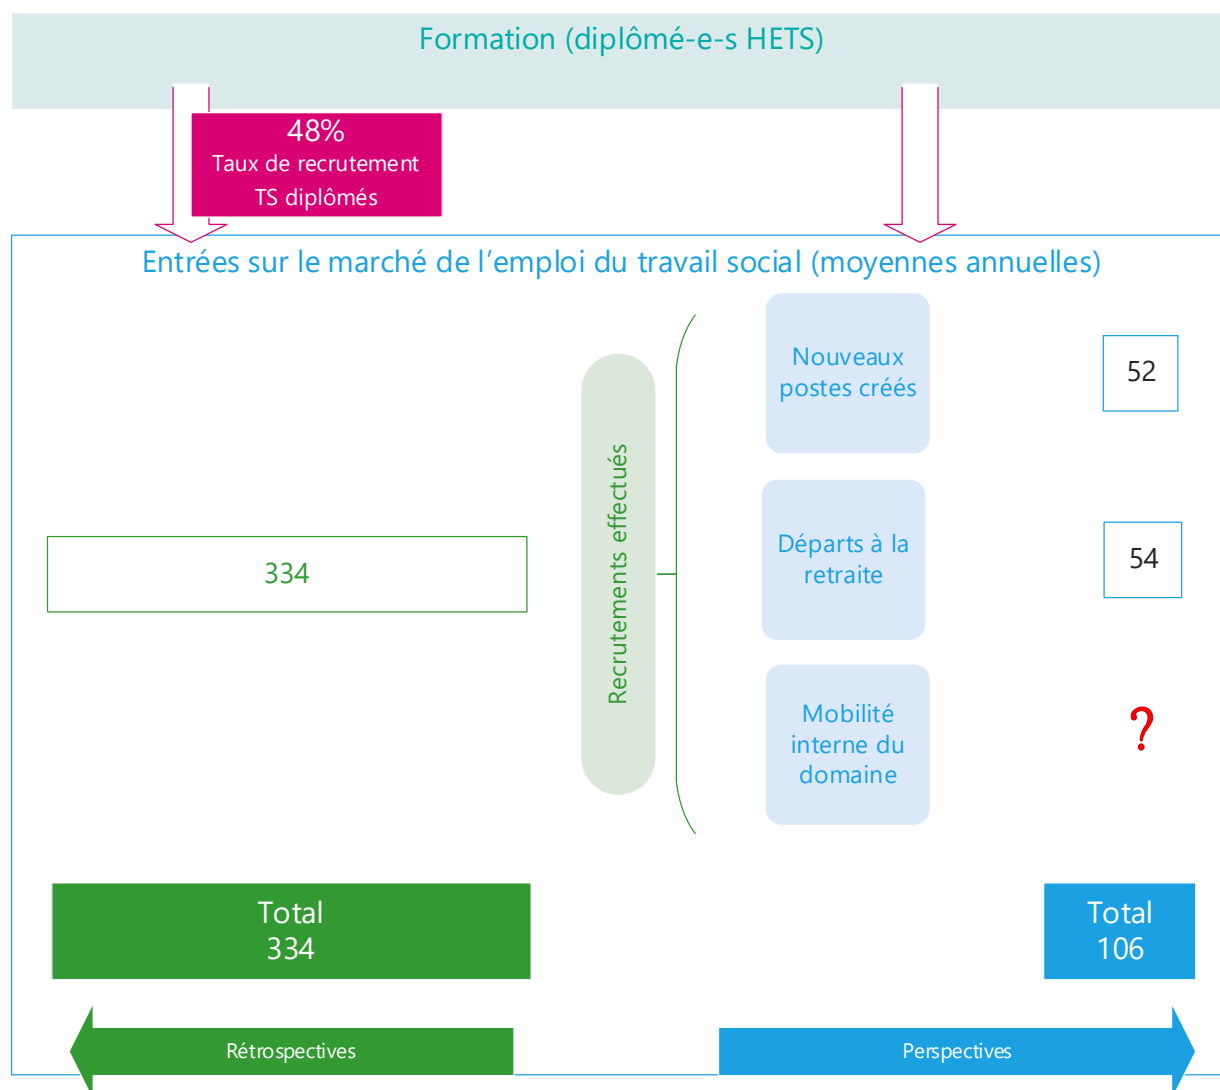 Formation (diplômé-e-s HETS)
48%
Taux de recrutement
TS diplômés
Entrées sur le marché de l'emploi du travail social (moyennes annuelles)
334
Recrutements effectués
Nouveaux
postes créés
52
Départs à la
retraite
54
Mobilité
interne du
domaine
?
Total
334
Total
106
Rétrospectives
Perspectives